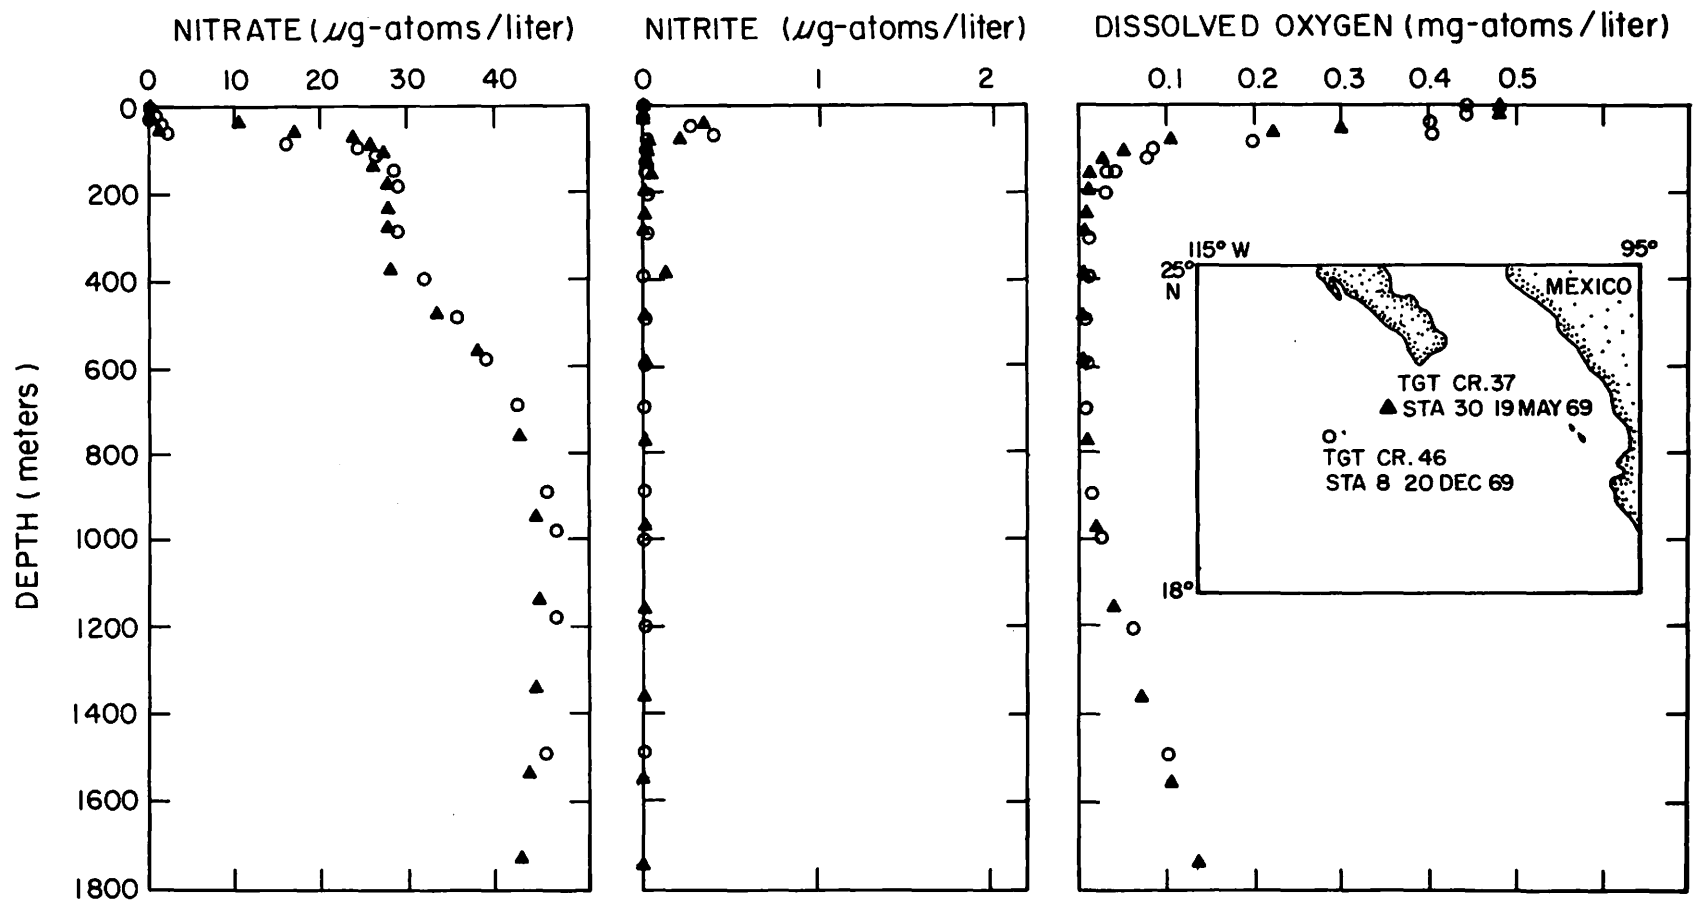 NITRATE (μg-atoms/liter) NITRITE (μg-atoms/liter) DISSOLVED OXYGEN (mg-atoms/liter)
0 10 20 30 40 0 1 2 0.1 0.2 0.3 0.4 0.5
0
200
400
600
800
1000
1200
1400
1600
1800
DEPTH (meters)
115° W 95°
25°
N
MEXICO
TGT CR. 37
STA 30 19 MAY 69
TGT CR. 46
STA 8 20 DEC 69
18°